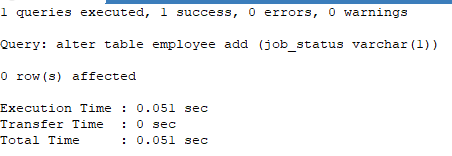 1 queries executed, 1 success, 0 errors, 0 warnings
Query: alter table employee add (job_status varchar(1))
0 row(s) affected
Execution Time : 0.051 sec
Transfer Time  : 0 sec
Total Time     : 0.051 sec